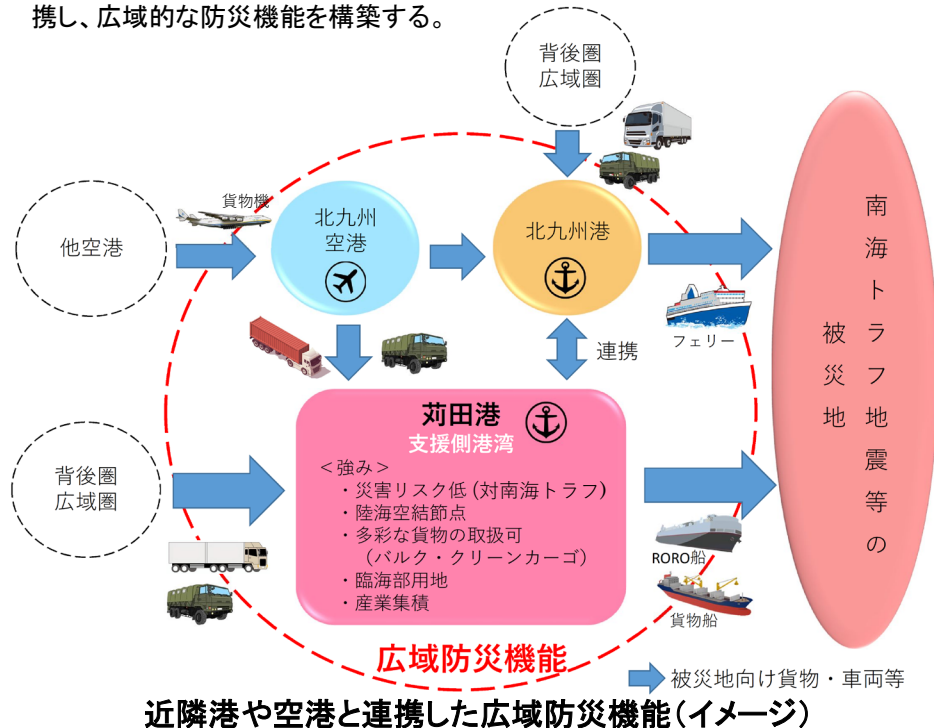 携し、広域的な防災機能を構築する。
背後圏
広域圏
貨物機
他空港
北九州
空港
北九州港
フェリー
連携
南海トラフ地震等の
被災地
苅田港
支援側港湾
＜強み＞
・災害リスク低(対南海トラフ)
・陸海空結節点
・多彩な貨物の取扱可
（バルク・クリーンカーゴ）
・臨海部用地
・産業集積
背後圏
広域圏
RORO船
貨物船
広域防災機能
被災地向け貨物・車両等
近隣港や空港と連携した広域防災機能（イメージ）